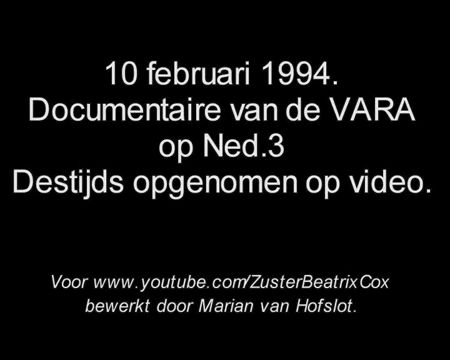 10 februari 1994.
Documentaire van de VARA
op Ned.3
Destijds opgenomen op video.
Voor www.youtube.com/ZusterBeatrixCox
bewerkt door Marian van Hofslot.